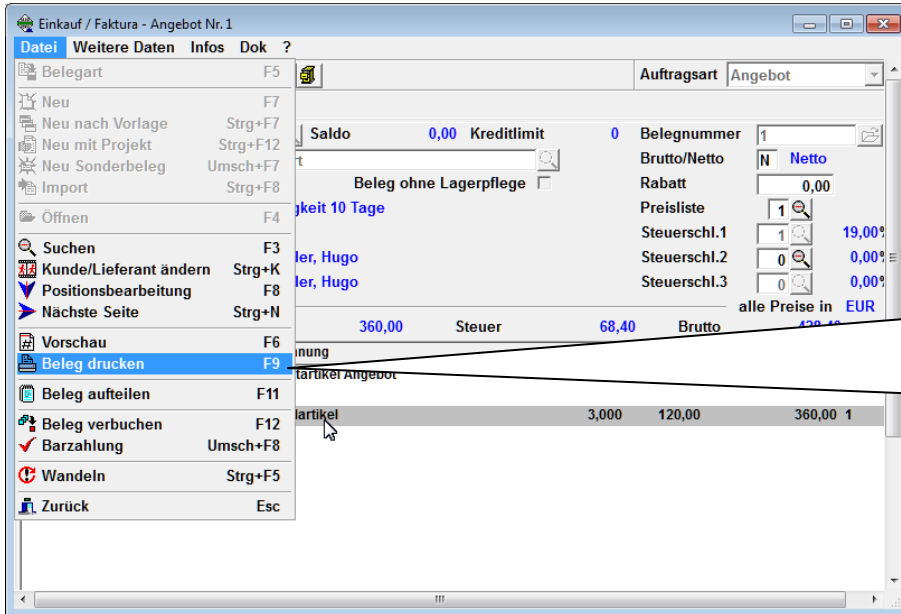 Einkauf / Faktura - Angebot Nr. 1
Datei Weitere Daten Infos Dok ?
Belegart F5
Neu F7
Neu nach Vorlage Strg+F7
Neu mit Projekt Strg+F12
Neu Sonderbeleg Umsch+F7
Import Strg+F8
Öffnen F4
Suchen F3
Kunde/Lieferant ändern Strg+K
Positionsbearbeitung F8
Nächste Seite Strg+N
Vorschau F6
Beleg drucken F9
Beleg aufteilen F11
Beleg verbuchen F12
Barzahlung Umsch+F8
Wandeln Strg+F5
Zurück Esc
Auftragsart Angebot
Saldo 0,00 Kreditlimit 0 Belegnummer 1
Brutto/Netto N Netto
Beleg ohne Lagerpflege Rabatt 0,00
gkeit 10 Tage Preisliste 1
Steuerschl.1 1 19,00%
ler, Hugo Steuerschl.2 0 0,00%
ler, Hugo Steuerschl.3 0 0,00%
alle Preise in EUR
360,00 Steuer 68,40 Brutto
nnung
tartikel Angebot
lartikel 3,000 120,00 360,00 1